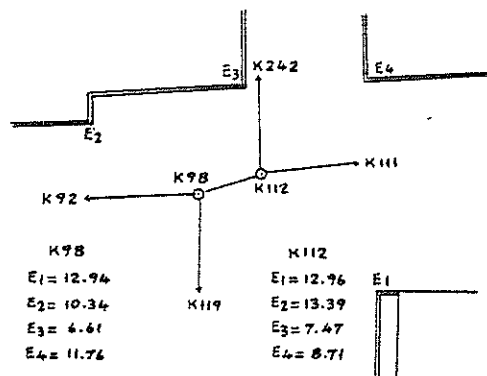 E3
K242
E4
E2
K98
K111
K92
K112
K119
K98
E1 = 12.94
E2 = 10.34
E3 = 6.61
E4 = 11.76
K112
E1 = 12.96
E2 = 13.39
E3 = 7.47
E4 = 8.71
E1